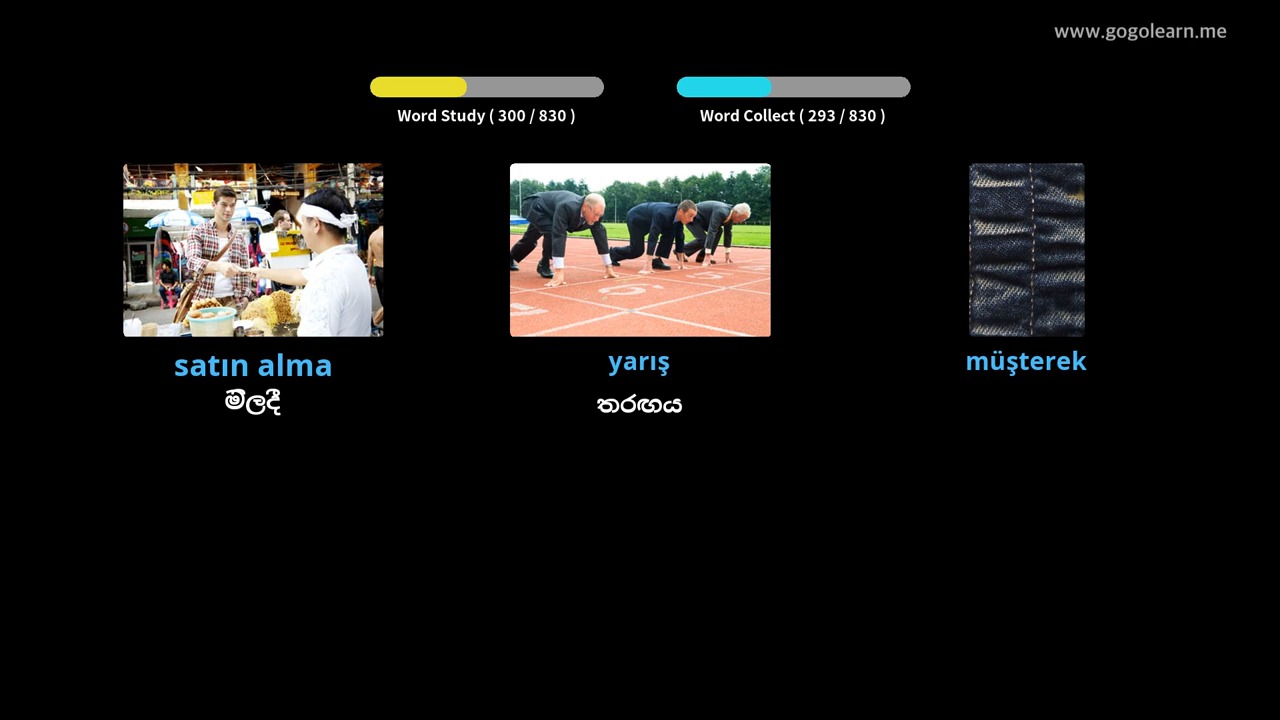 www.gogolearn.me
Word Study ( 300 / 830 )
Word Collect ( 293 / 830 )
satın alma
මිලදී
yarış
තරඟය
müşterek